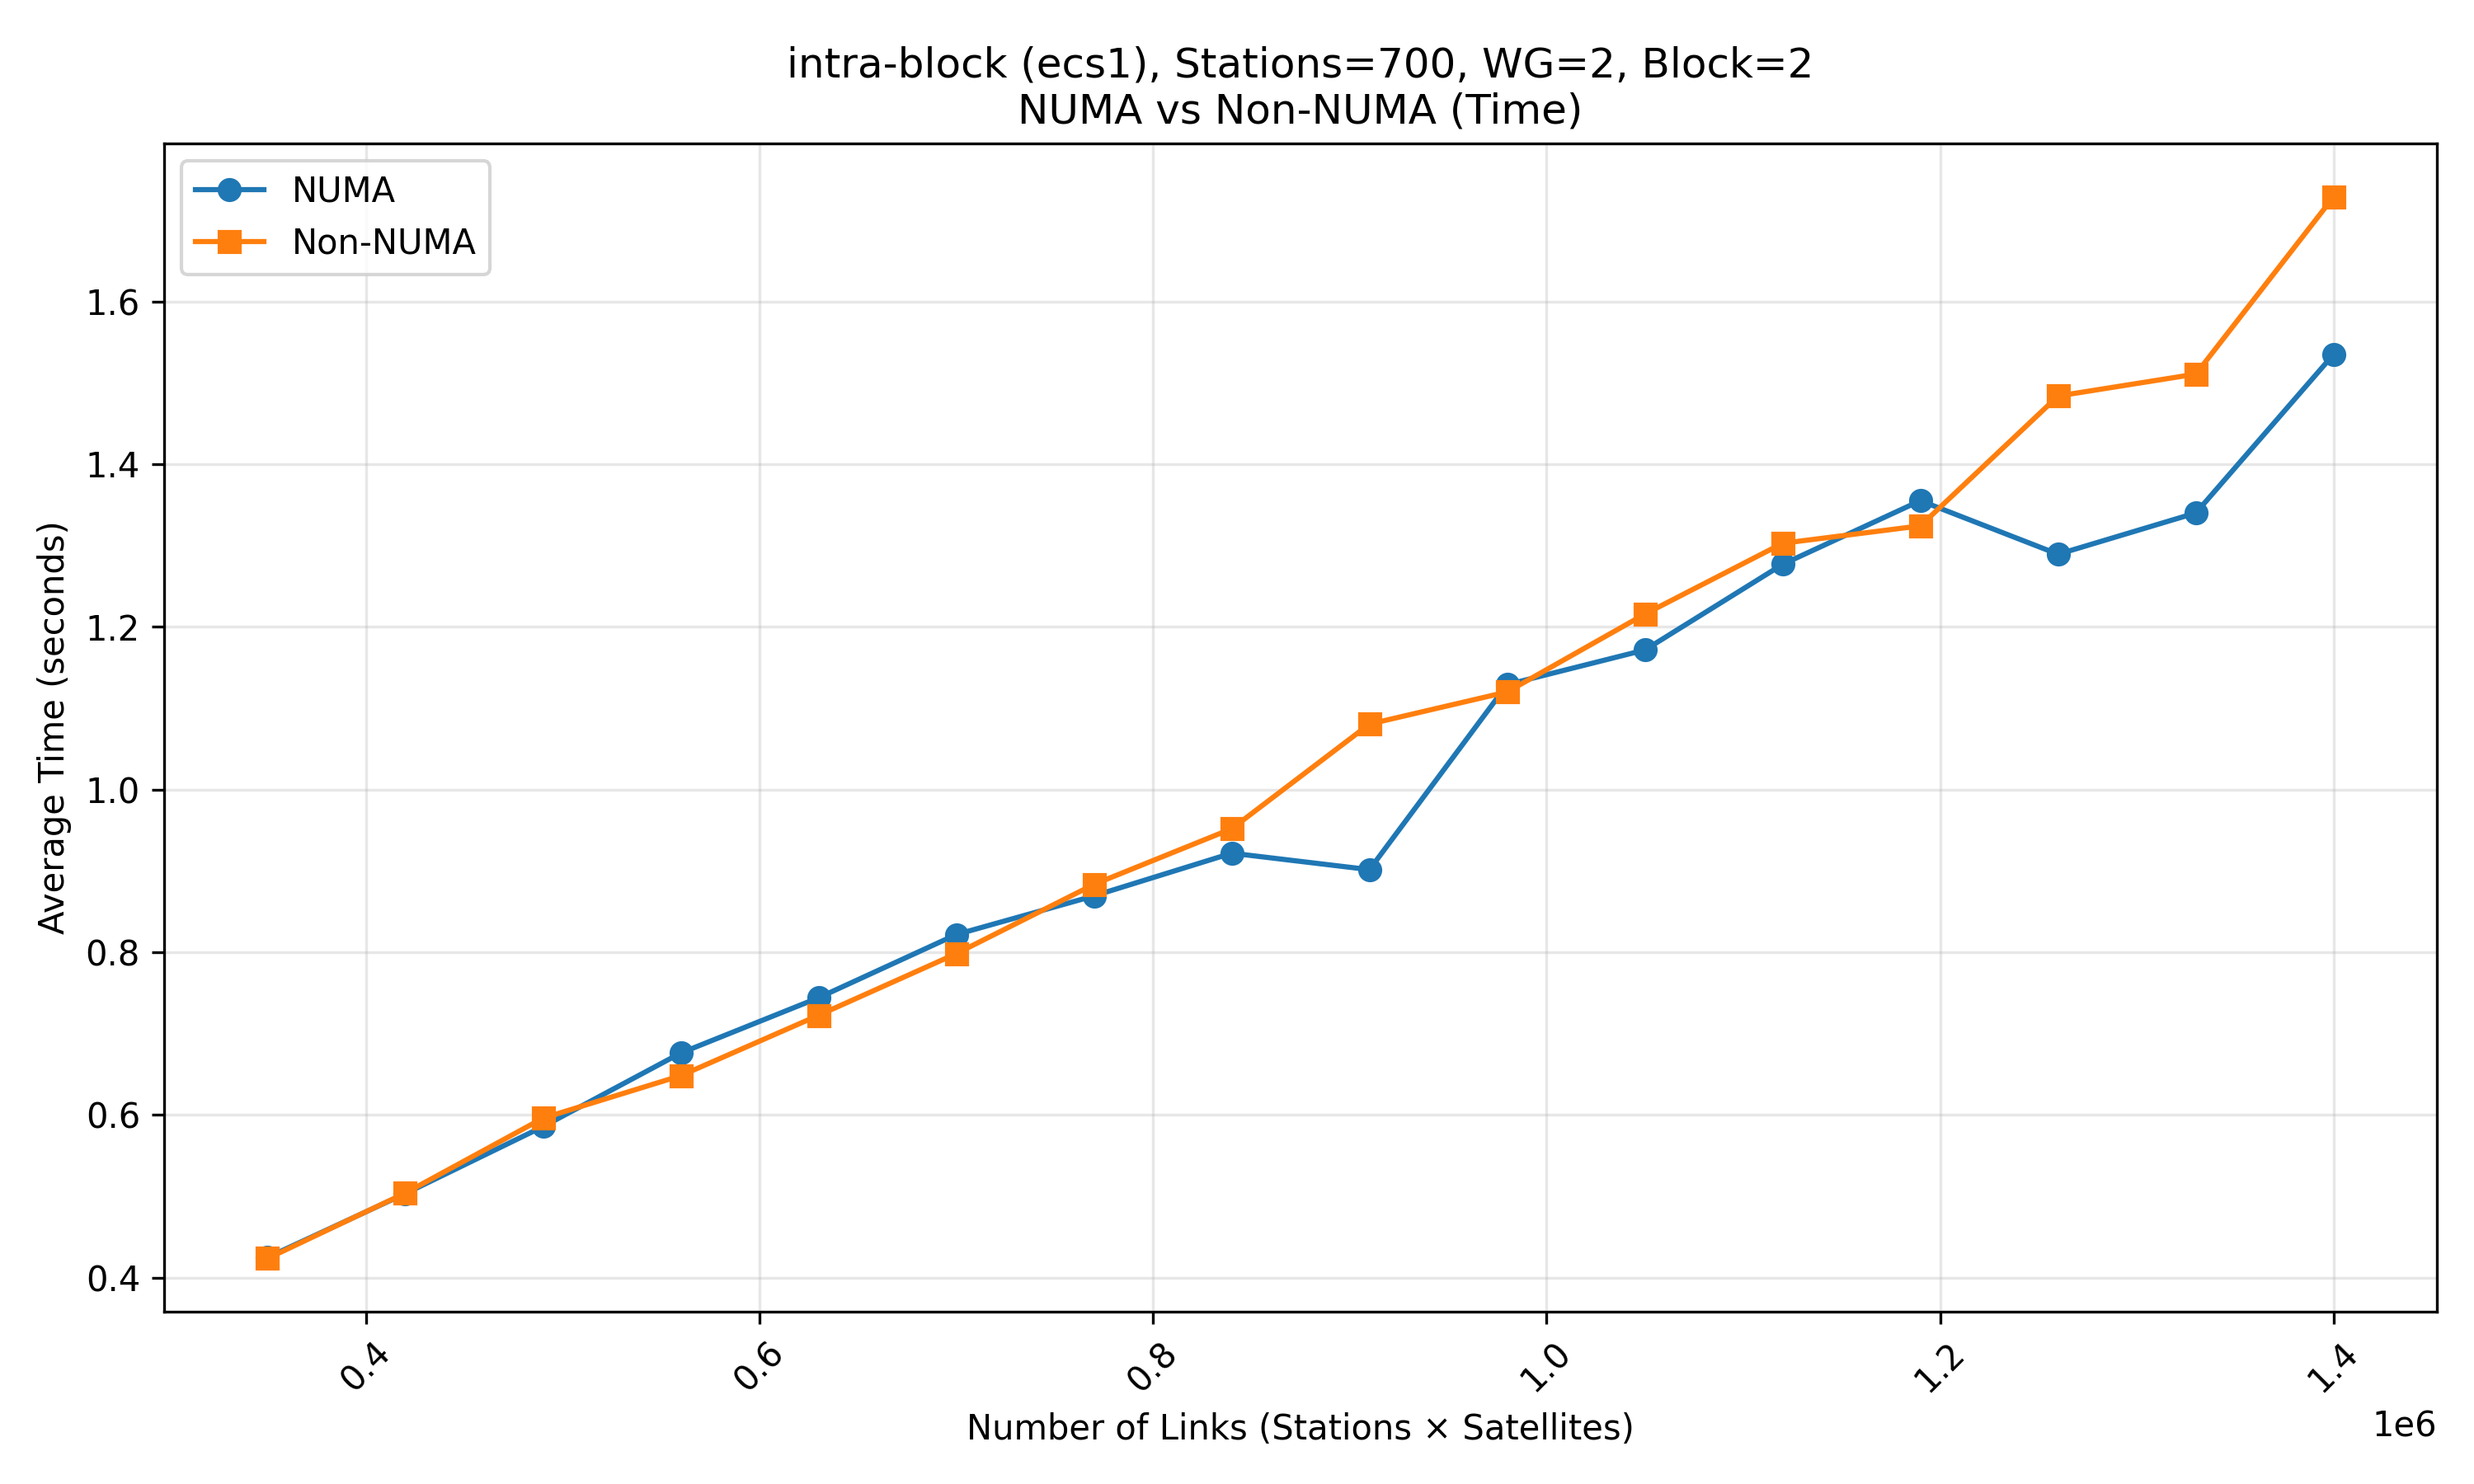 intra-block (ecs1), Stations=700, WG=2, Block=2
NUMA vs Non-NUMA (Time)
NUMA
Non-NUMA
1.6
1.4
1.2
1.0
0.8
0.6
0.4
Average Time (seconds)
0.4
0.6
0.8
1.0
1.2
1.4
1e6
Number of Links (Stations × Satellites)